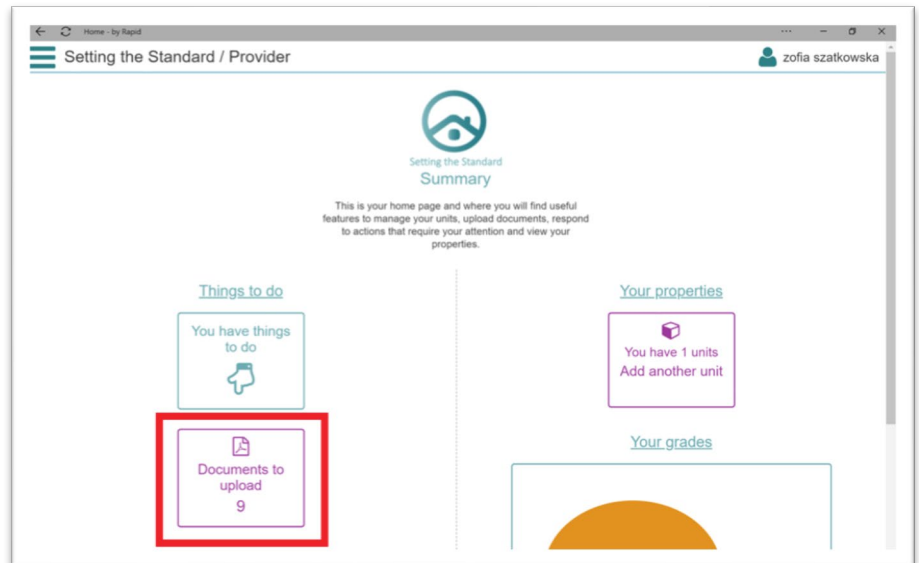 Home - by Rapid
Setting the Standard / Provider
zofia szatkowska
Setting the Standard
Summary
This is your home page and where you will find useful
features to manage your units, upload documents, respond
to actions that require your attention and view your
properties.
Things to do
You have things
to do
Documents to
upload
9
Your properties
You have 1 units
Add another unit
Your grades